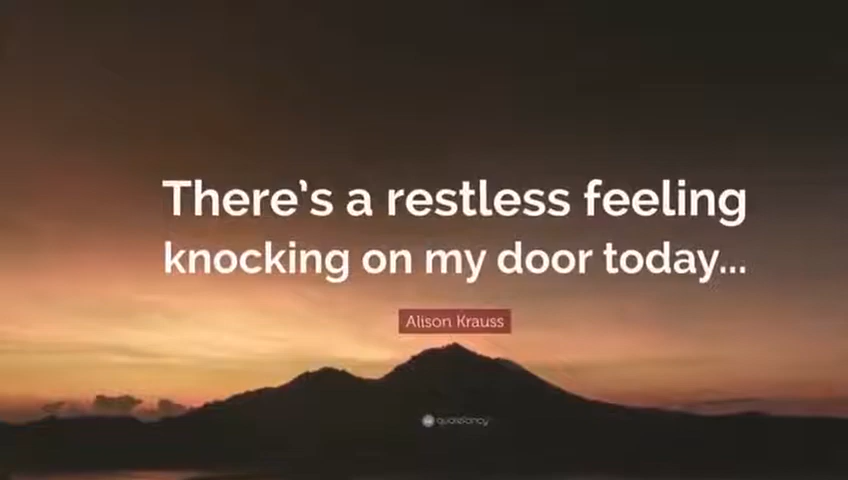 There's a restless feeling
knocking on my door today...
Alison Krauss
quotefancy